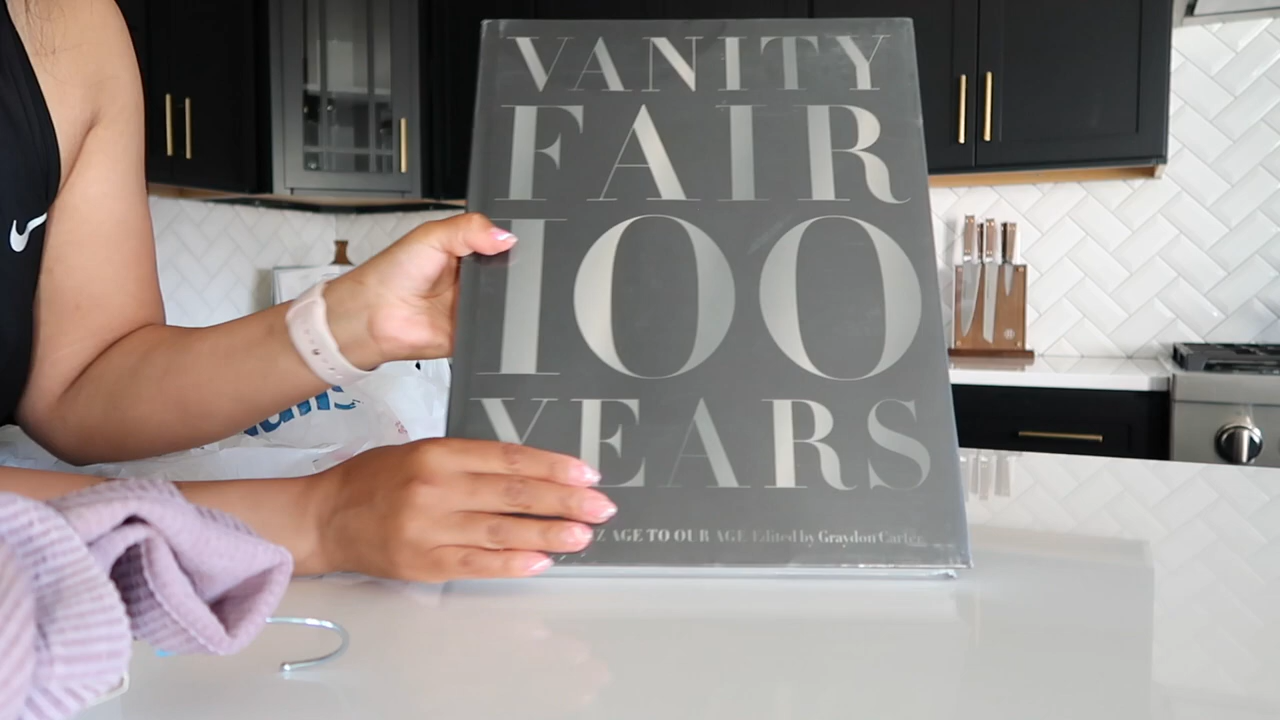 VANITY
FAIR
100
YEARS
Z AGE TO OUR AGE Edited by Graydon Carter